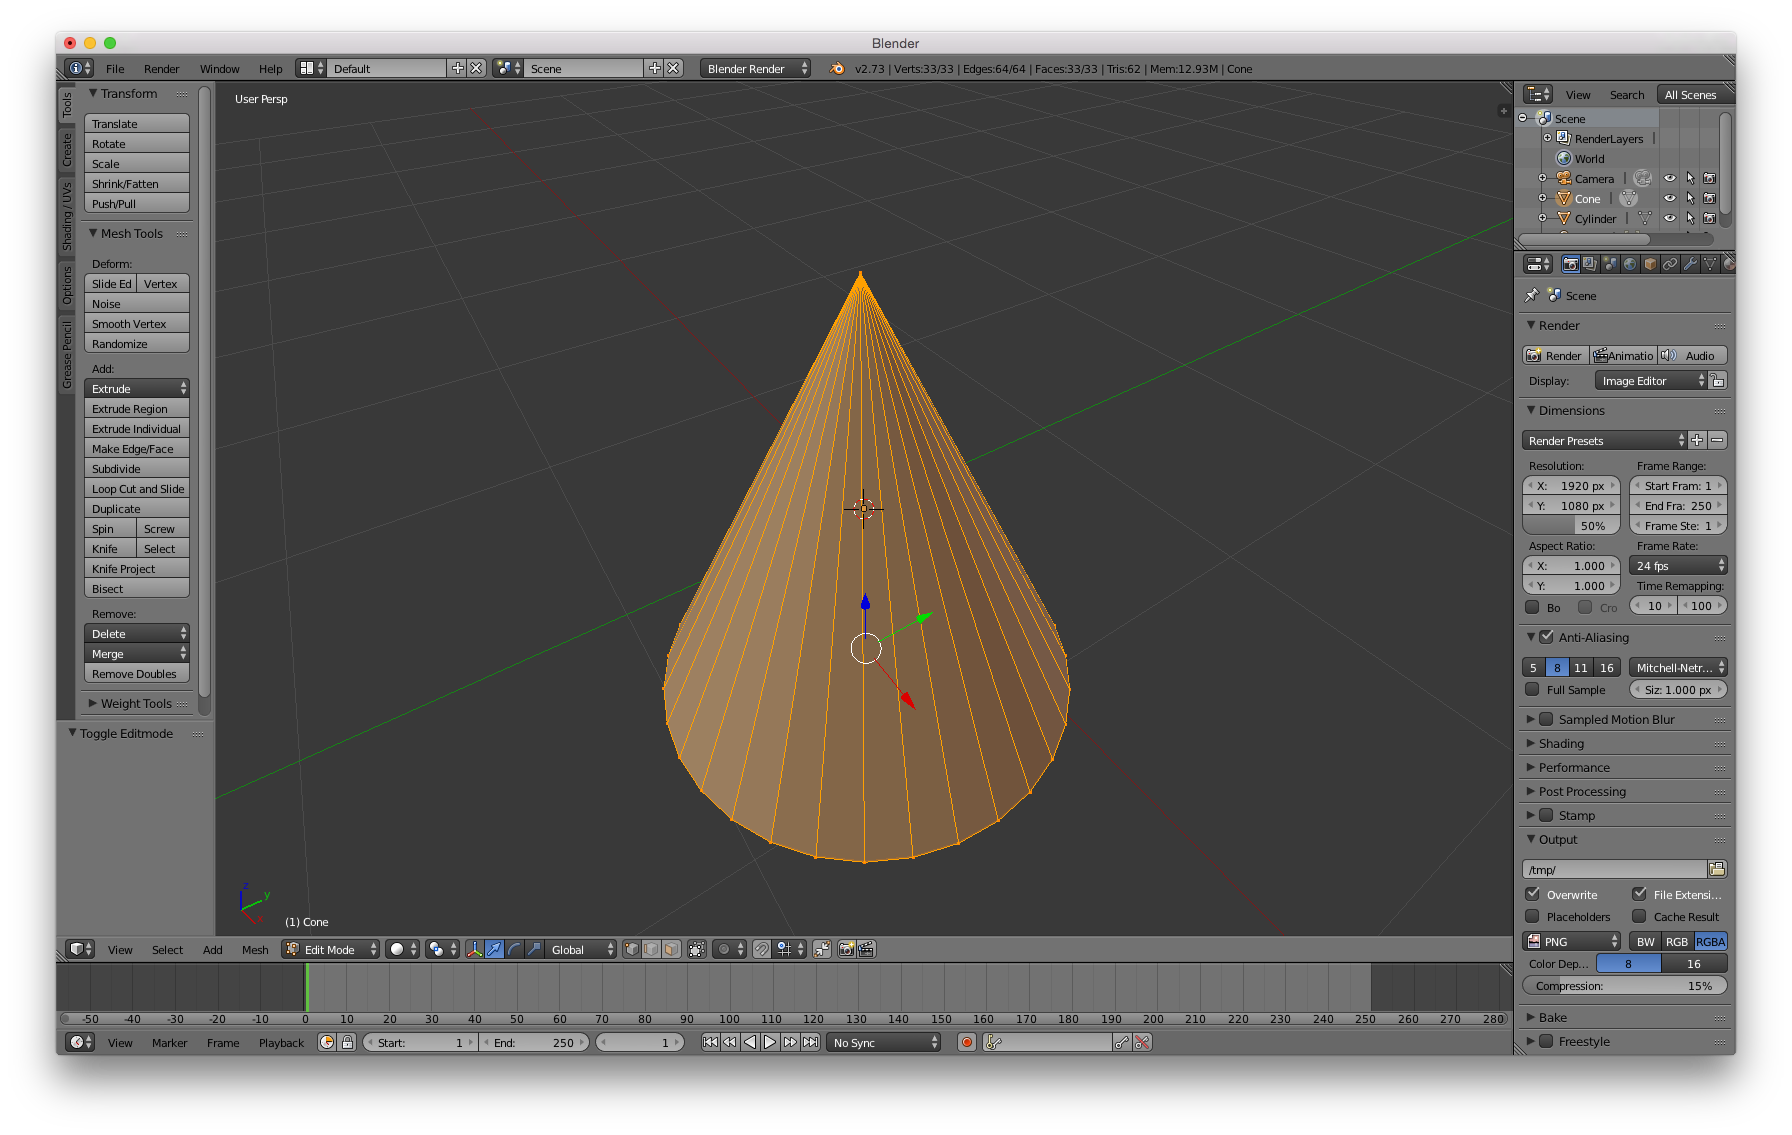 Blender
File Render Window Help Default Scene Blender Render v2.73 | Verts:33/33 | Edges:64/64 | Faces:33/33 | Tris:62 | Mem:12.93M | Cone
Tools
Create
Shading / UVs
Options
Grease Pencil
Transform
Translate
Rotate
Scale
Shrink/Fatten
Push/Pull
Mesh Tools
Deform:
Slide Ed Vertex
Noise
Smooth Vertex
Randomize
Add:
Extrude
Extrude Region
Extrude Individual
Make Edge/Face
Subdivide
Loop Cut and Slide
Duplicate
Spin Screw
Knife Select
Knife Project
Bisect
Remove:
Delete
Merge
Remove Doubles
Weight Tools
Toggle Editmode
User Persp
z
y
x
(1) Cone
View Select Add Mesh Edit Mode Global
-50 -40 -30 -20 -10 0 10 20 30 40 50 60 70 80 90 100 110 120 130 140 150 160 170 180 190 200 210 220 230 240 250 260 270 280
View Marker Frame Playback Start: 1 End: 250 1 No Sync
View Search All Scenes
Scene
RenderLayers |
World
Camera |
Cone |
Cylinder |
Scene
Render
Render Animatio Audio
Display: Image Editor
Dimensions
Render Presets
Resolution: Frame Range:
X: 1920 px Start Fram: 1
Y: 1080 px End Fra: 250
50% Frame Ste: 1
Aspect Ratio: Frame Rate:
X: 1.000 24 fps
Y: 1.000 Time Remapping:
Bo Cro 10 100
Anti-Aliasing
5 8 11 16 Mitchell-Netr...
Full Sample Siz: 1.000 px
Sampled Motion Blur
Shading
Performance
Post Processing
Stamp
Output
/tmp/
Overwrite File Extensi...
Placeholders Cache Result
PNG BW RGB RGBA
Color Dep... 8 16
Compression: 15%
Bake
Freestyle